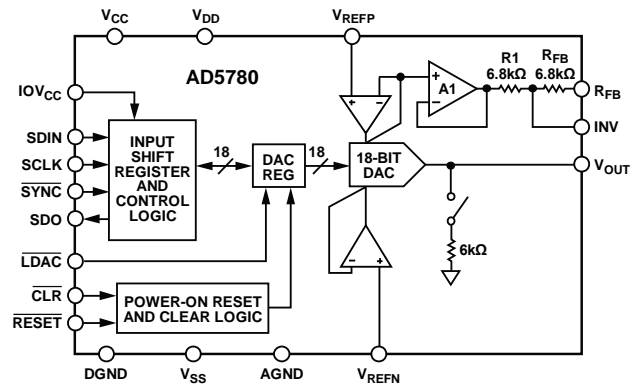 VCC
VDD
VREFP
AD5780
IOVCC
SDIN
SCLK
SYNC
SDO
LDAC
CLR
RESET
INPUT
SHIFT
REGISTER
AND
CONTROL
LOGIC
18
DAC
REG
18
18-BIT
DAC
A1
R1
6.8kΩ
RFB
6.8kΩ
RFB
INV
VOUT
6kΩ
POWER-ON RESET
AND CLEAR LOGIC
DGND
VSS
AGND
VREFN